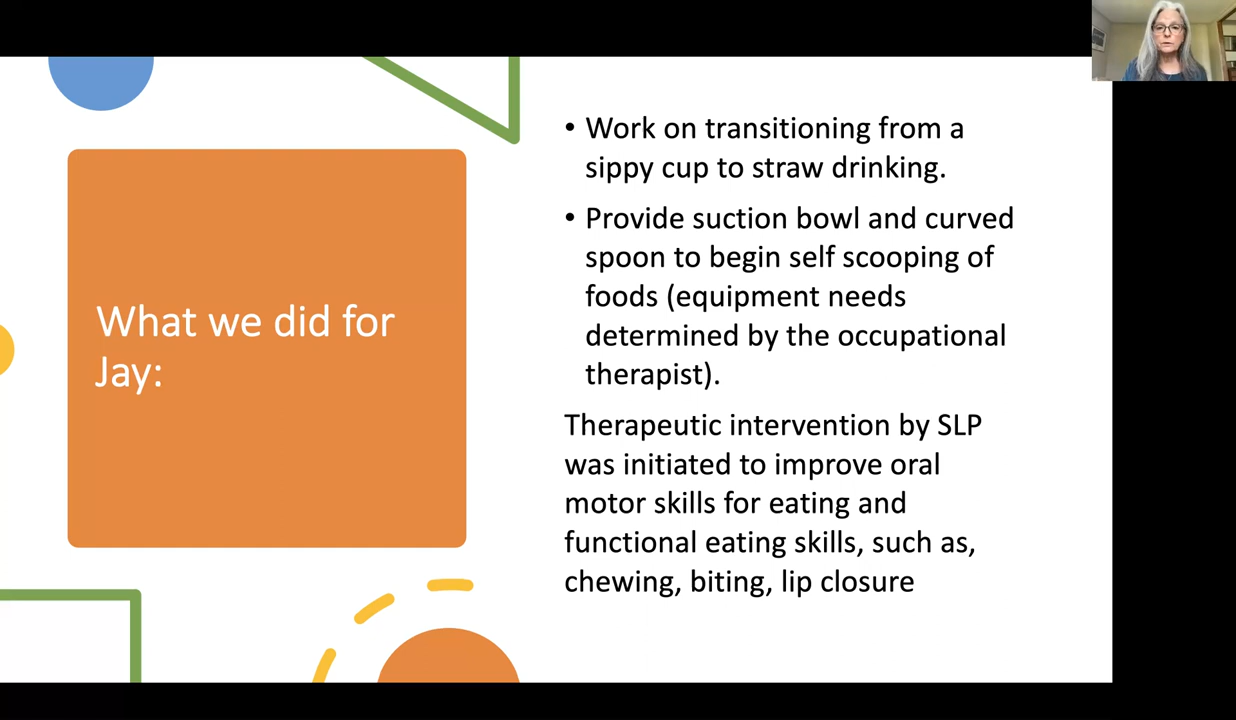 What we did for
Jay:
• Work on transitioning from a
sippy cup to straw drinking.
• Provide suction bowl and curved
spoon to begin self scooping of
foods (equipment needs
determined by the occupational
therapist).
Therapeutic intervention by SLP
was initiated to improve oral
motor skills for eating and
functional eating skills, such as,
chewing, biting, lip closure